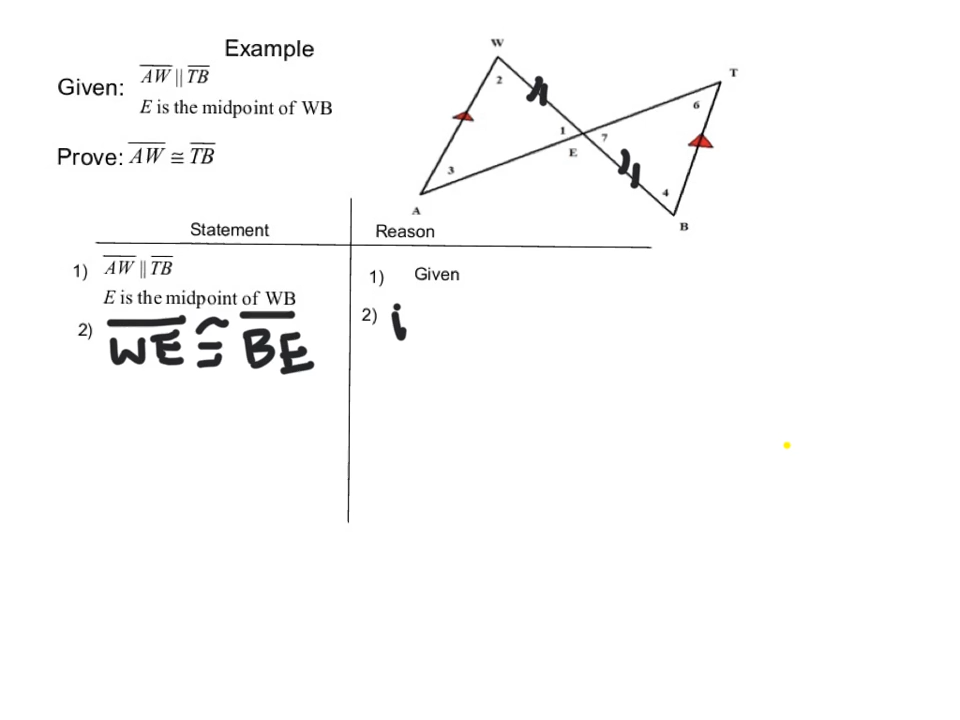 Example
Given: AW || TB
E is the midpoint of WB
Prove: AW ≅ TB
W
2
T
6
1
7
E
3
4
A
B
Statement Reason
1) AW || TB 1) Given
E is the midpoint of WB
2) WE ≅ BE 2) i